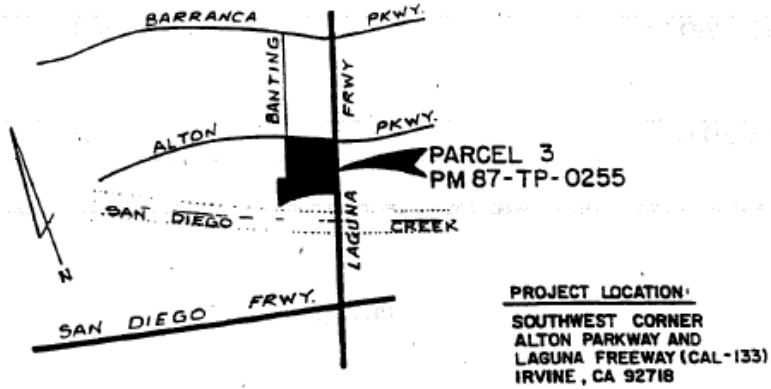 BARRANCA PKWY.
BANTING
FRWY
ALTON PKWY.
PARCEL 3
PM 87-TP-0255
SAN DIEGO CREEK
LAGUNA
N
SAN DIEGO FRWY.
PROJECT LOCATION:
SOUTHWEST CORNER
ALTON PARKWAY AND
LAGUNA FREEWAY (CAL-133)
IRVINE, CA 92718